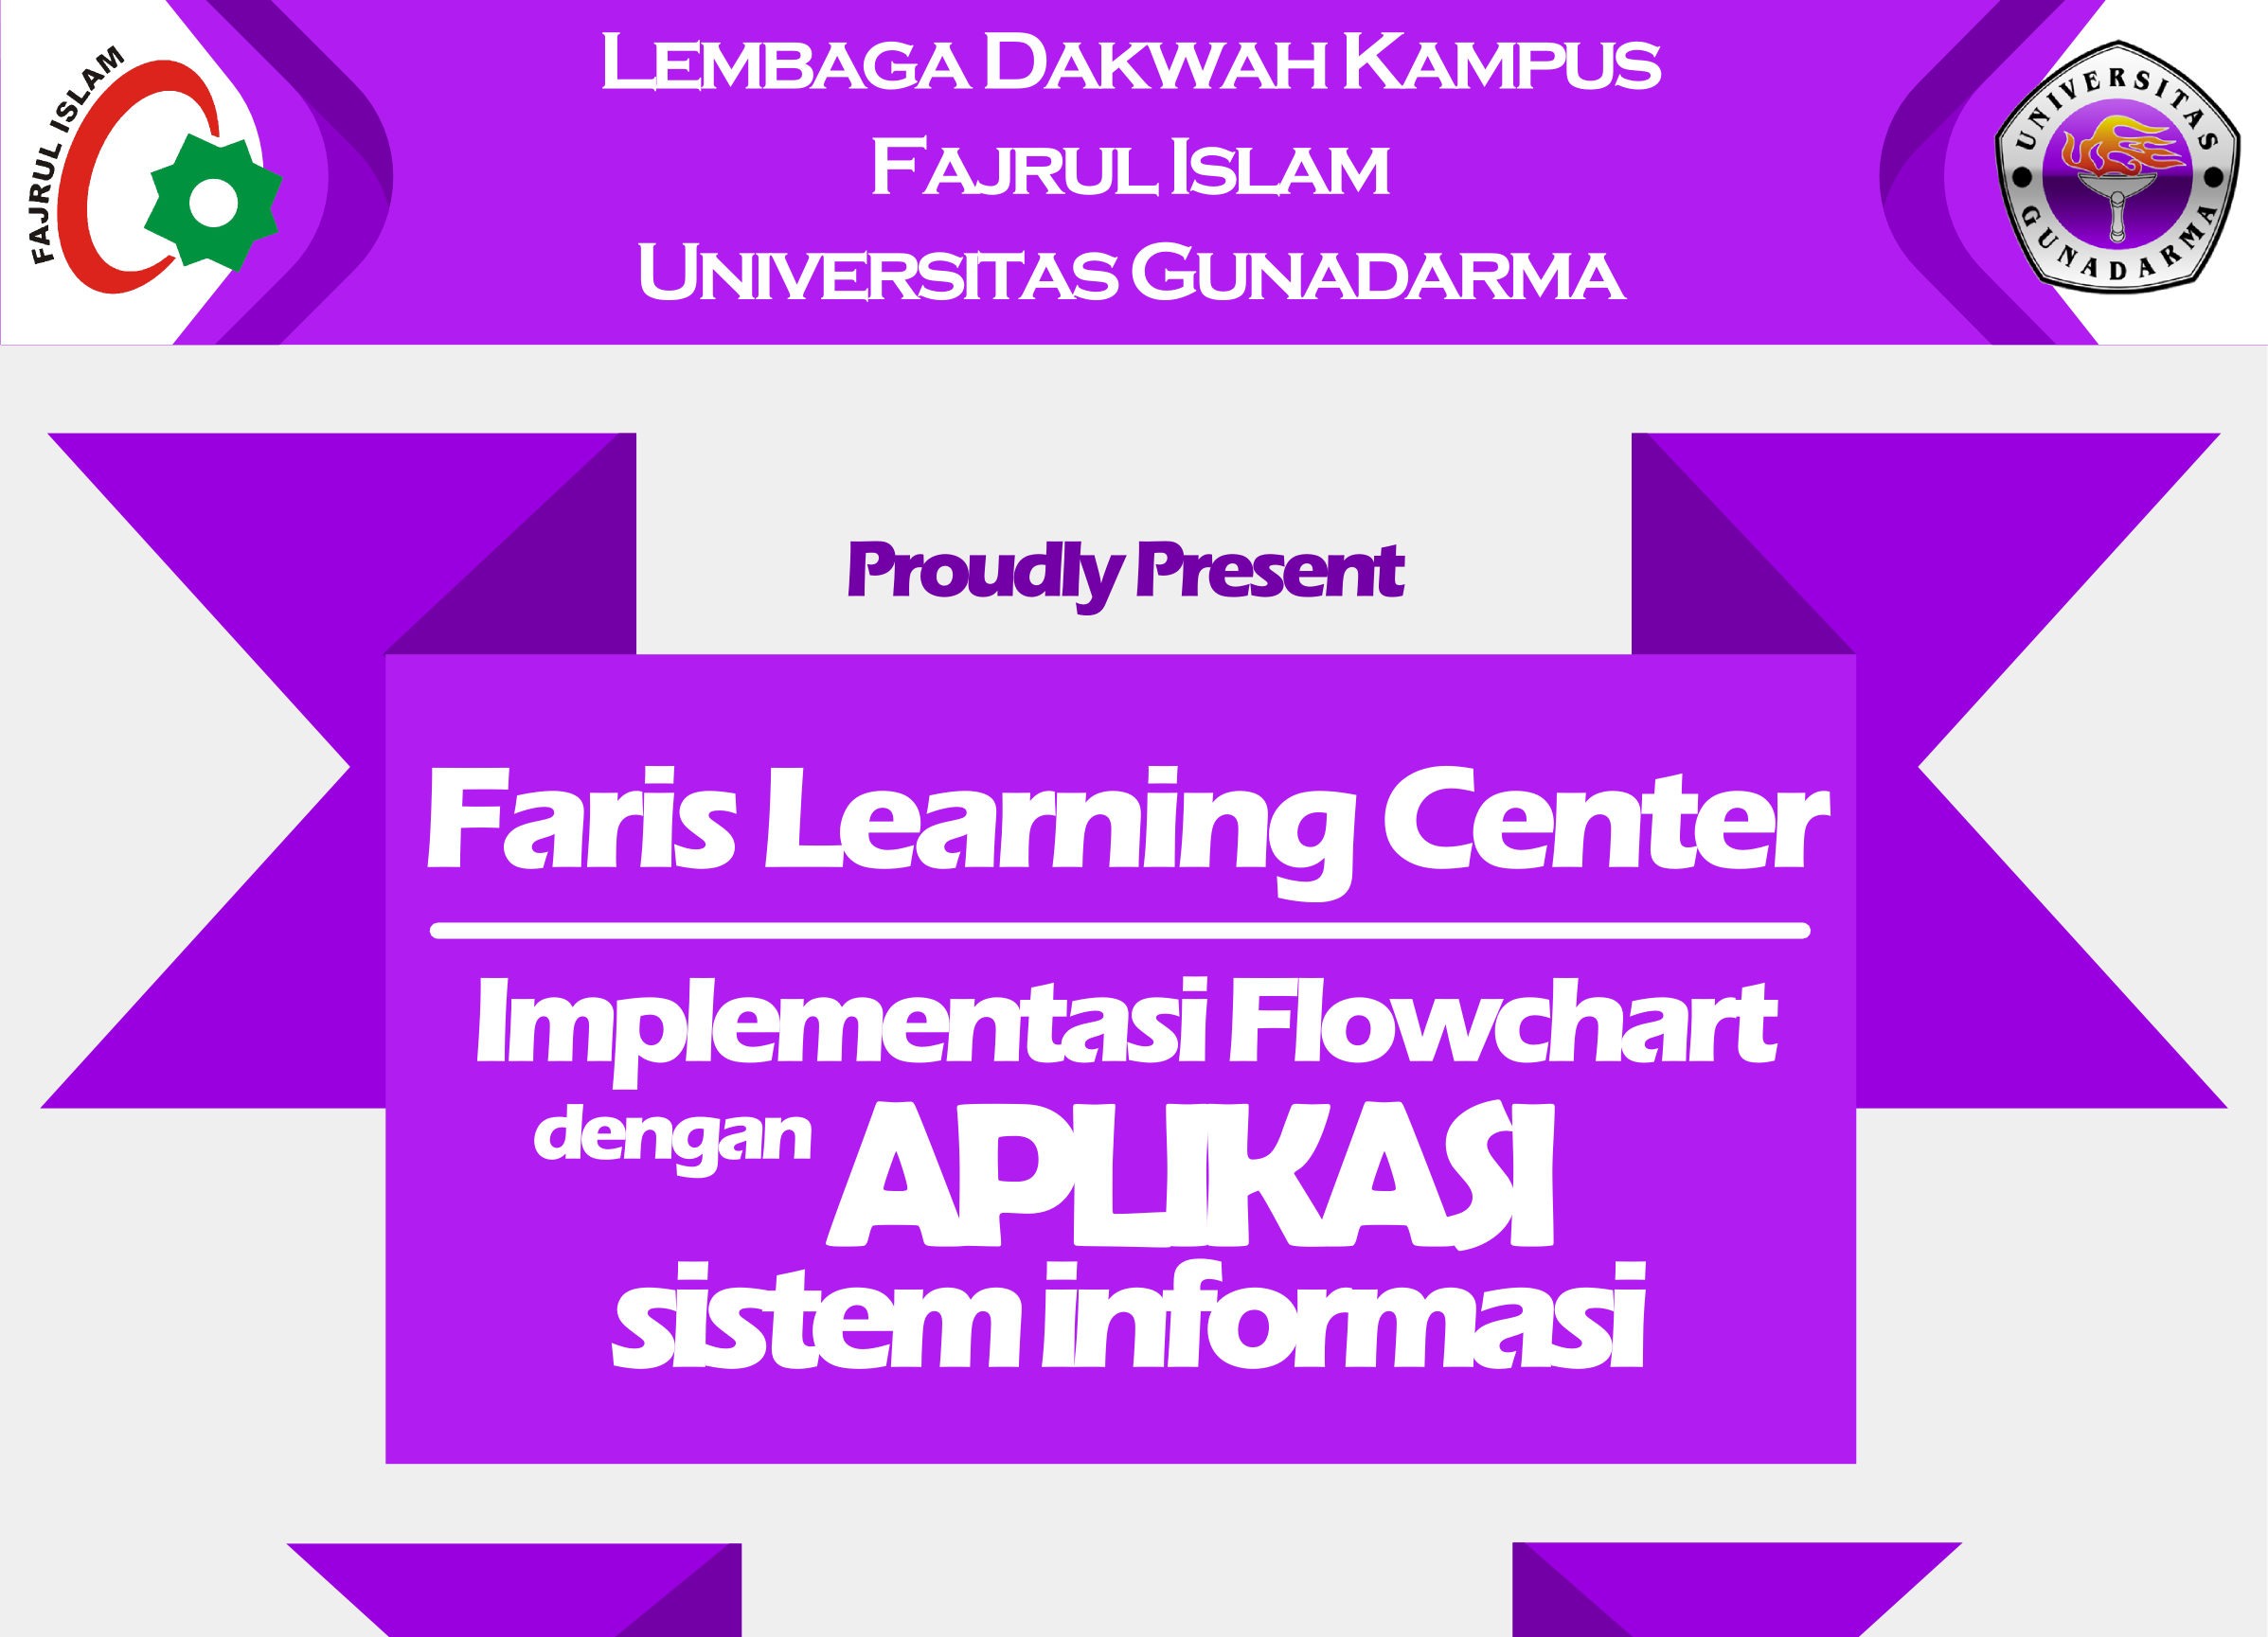 LEMBAGA DAKWAH KAMPUS
FAJRUL ISLAM
UNIVERSITAS GUNADARMA
FAJRUL ISLAM
UNIVERSITAS GUNADARMA
Proudly Present
Faris Learning Center
Implementasi Flowchart
dengan
APLIKASI
sistem informasi